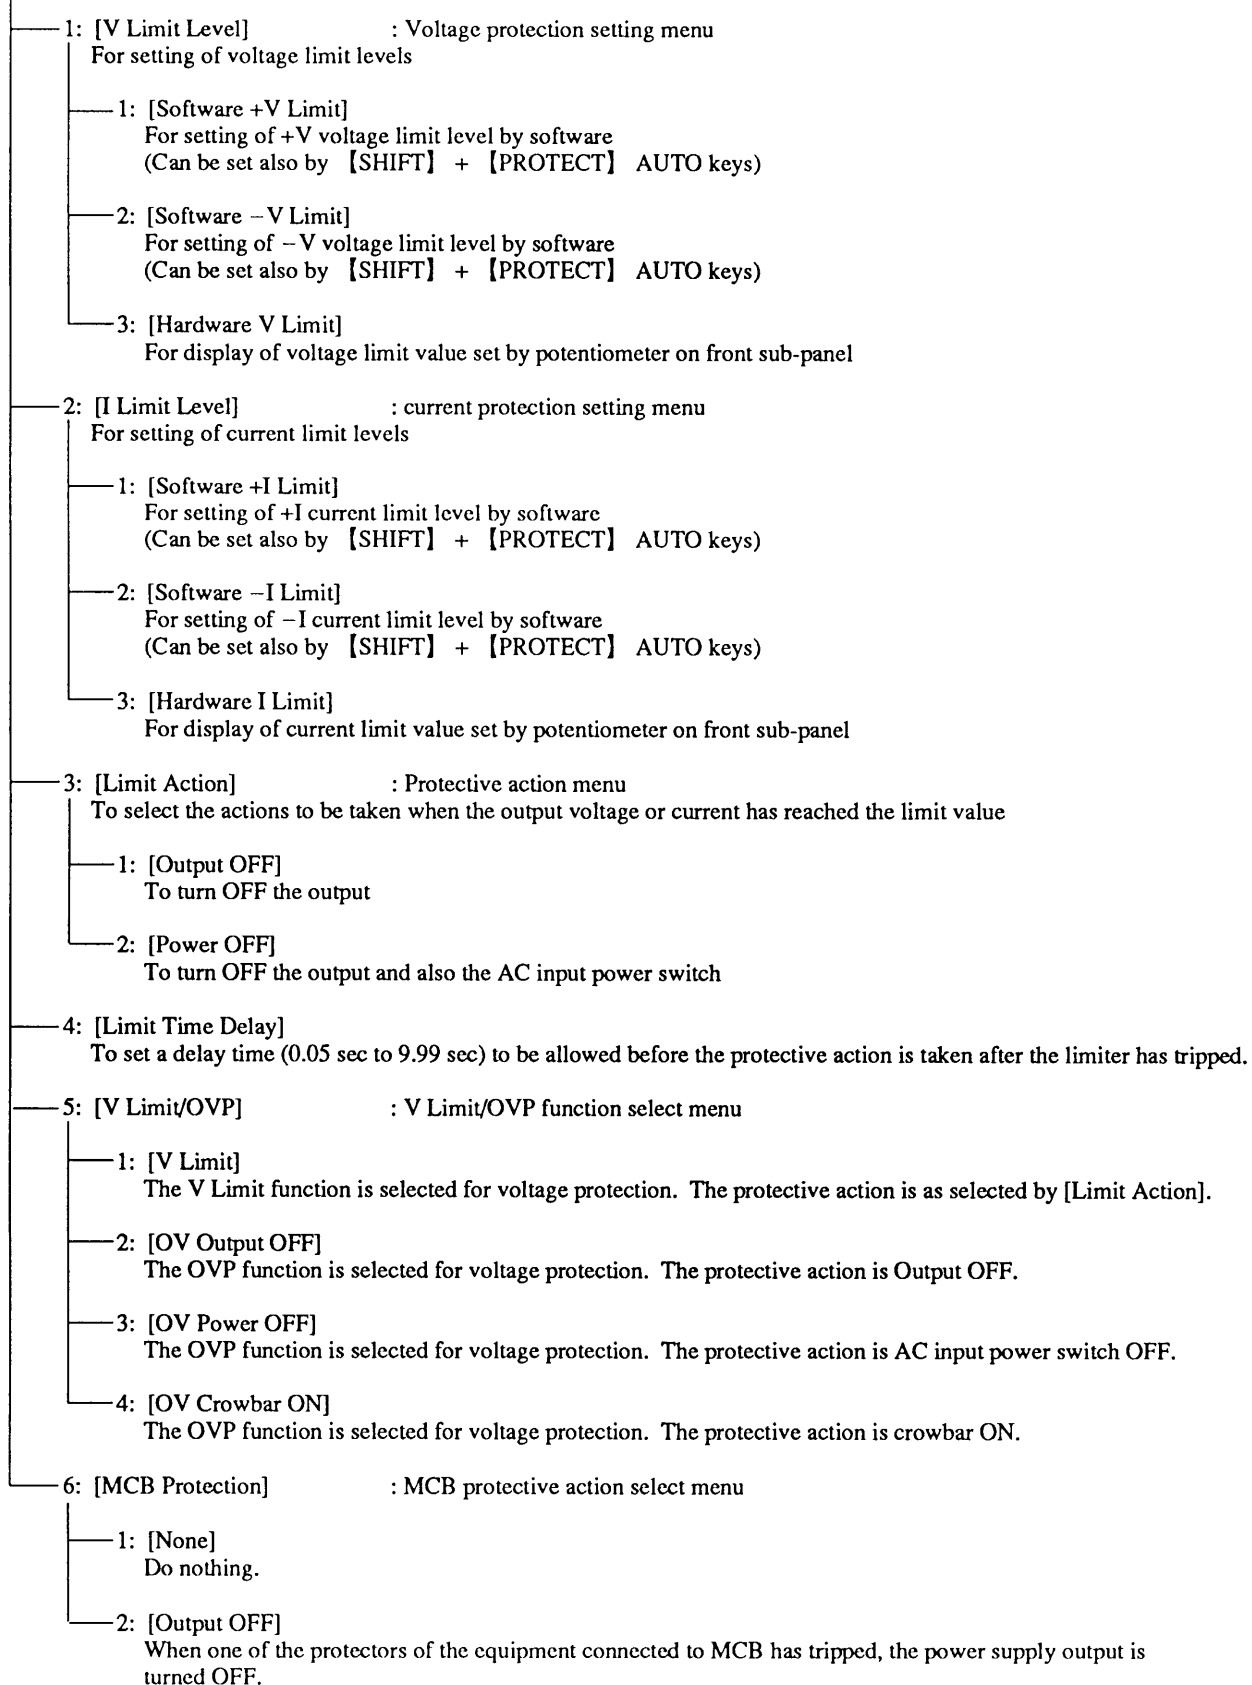 1: [V Limit Level] : Voltage protection setting menu
For setting of voltage limit levels
1: [Software +V Limit]
For setting of +V voltage limit level by software
(Can be set also by 【SHIFT】 + 【PROTECT】 AUTO keys)
2: [Software −V Limit]
For setting of −V voltage limit level by software
(Can be set also by 【SHIFT】 + 【PROTECT】 AUTO keys)
3: [Hardware V Limit]
For display of voltage limit value set by potentiometer on front sub-panel
2: [I Limit Level] : current protection setting menu
For setting of current limit levels
1: [Software +I Limit]
For setting of +I current limit level by software
(Can be set also by 【SHIFT】 + 【PROTECT】 AUTO keys)
2: [Software −I Limit]
For setting of −I current limit level by software
(Can be set also by 【SHIFT】 + 【PROTECT】 AUTO keys)
3: [Hardware I Limit]
For display of current limit value set by potentiometer on front sub-panel
3: [Limit Action] : Protective action menu
To select the actions to be taken when the output voltage or current has reached the limit value
1: [Output OFF]
To turn OFF the output
2: [Power OFF]
To turn OFF the output and also the AC input power switch
4: [Limit Time Delay]
To set a delay time (0.05 sec to 9.99 sec) to be allowed before the protective action is taken after the limiter has tripped.
5: [V Limit/OVP] : V Limit/OVP function select menu
1: [V Limit]
The V Limit function is selected for voltage protection. The protective action is as selected by [Limit Action].
2: [OV Output OFF]
The OVP function is selected for voltage protection. The protective action is Output OFF.
3: [OV Power OFF]
The OVP function is selected for voltage protection. The protective action is AC input power switch OFF.
4: [OV Crowbar ON]
The OVP function is selected for voltage protection. The protective action is crowbar ON.
6: [MCB Protection] : MCB protective action select menu
1: [None]
Do nothing.
2: [Output OFF]
When one of the protectors of the equipment connected to MCB has tripped, the power supply output is
turned OFF.